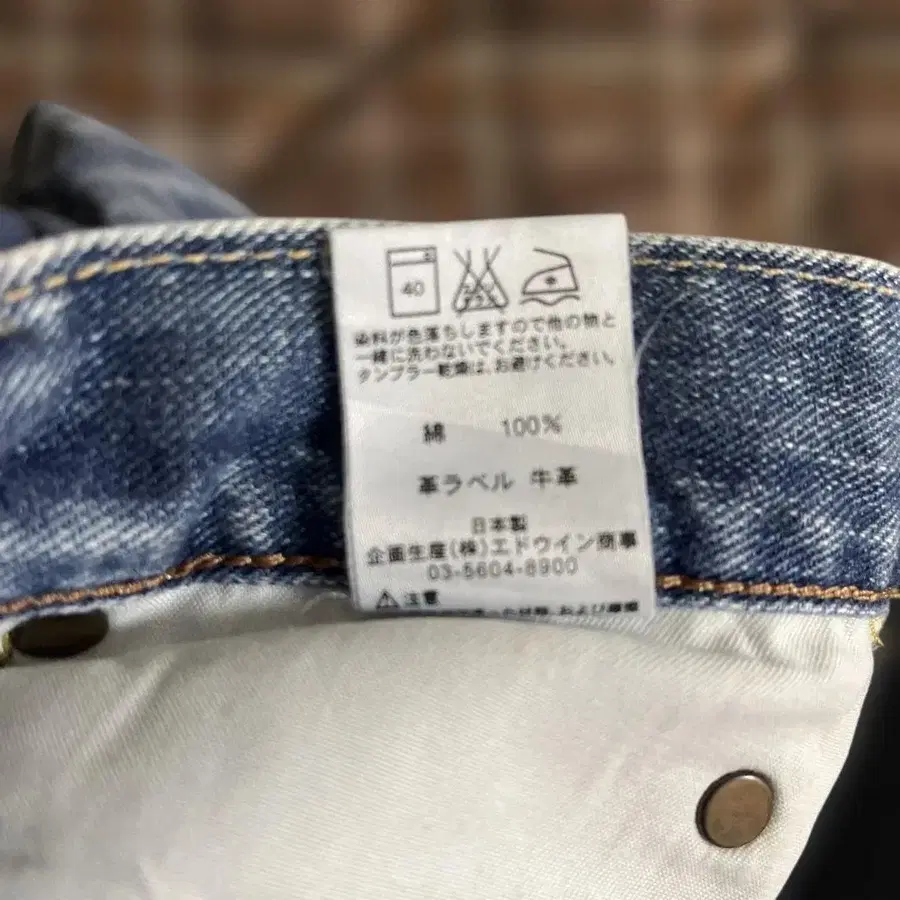 40
染料が色落ちしますので他の物と
一緒に洗わないでください。
タンブラー乾燥は、お避けください。
綿 100%
革ラベル 牛革
日本製
企画生産(株)エドウイン商事
03-5604-8900
⚠注意
および